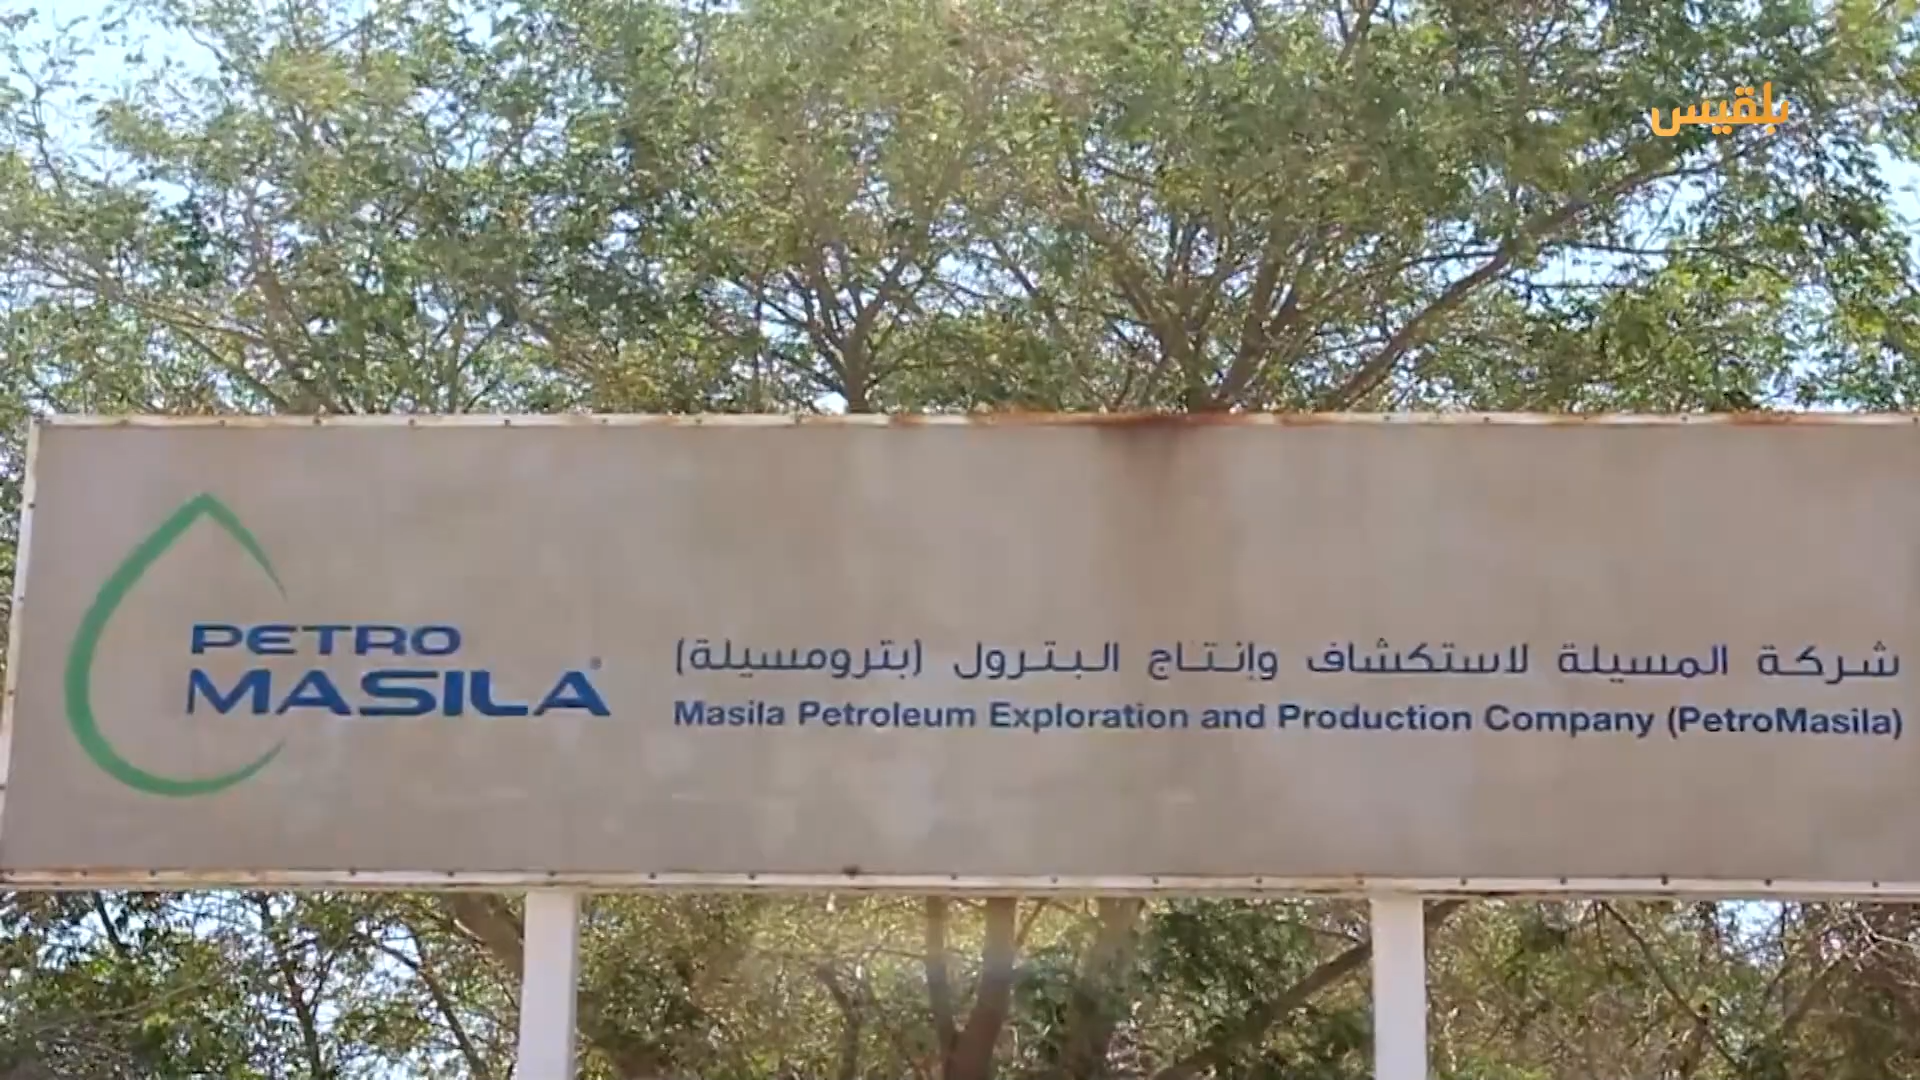 بلقيس
PETRO
MASILA®
شركة المسيلة لاستكشاف وإنتاج البترول (بترومسيلة)
Masila Petroleum Exploration and Production Company (PetroMasila)